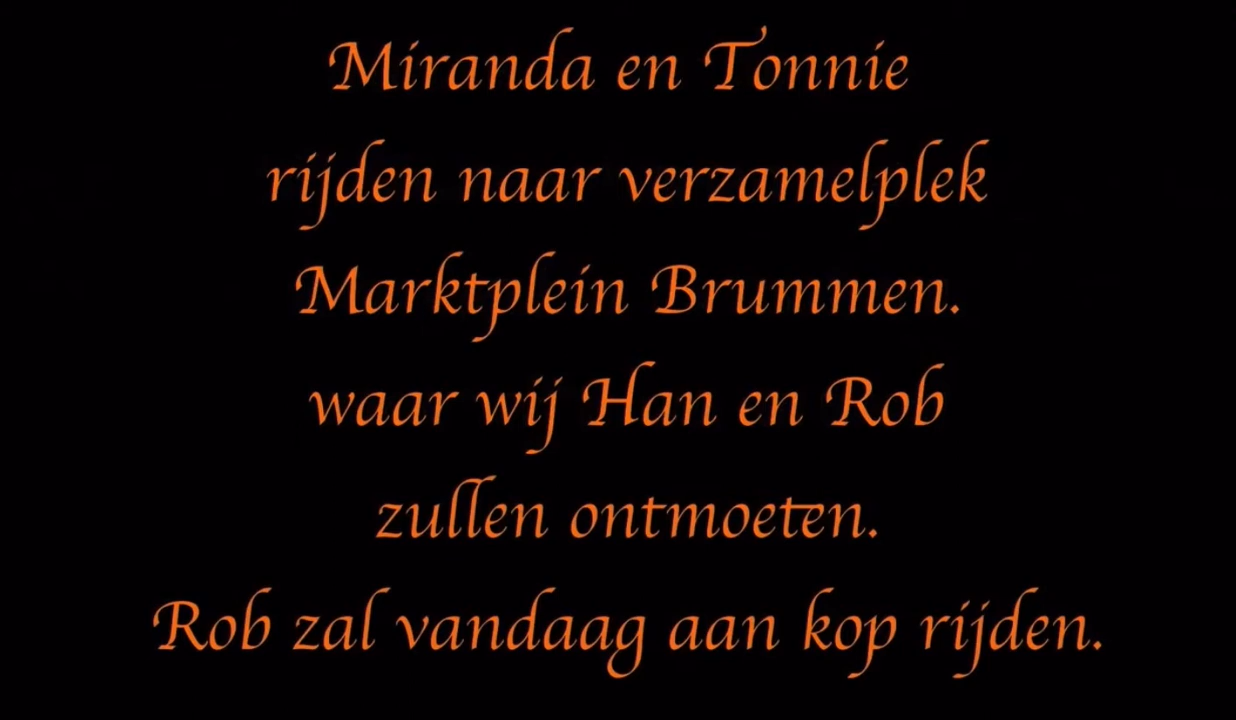 Miranda en Tonnie
rijden naar verzamelplek
Marktplein Brummen.
waar wij Han en Rob
zullen ontmoeten.
Rob zal vandaag aan kop rijden.